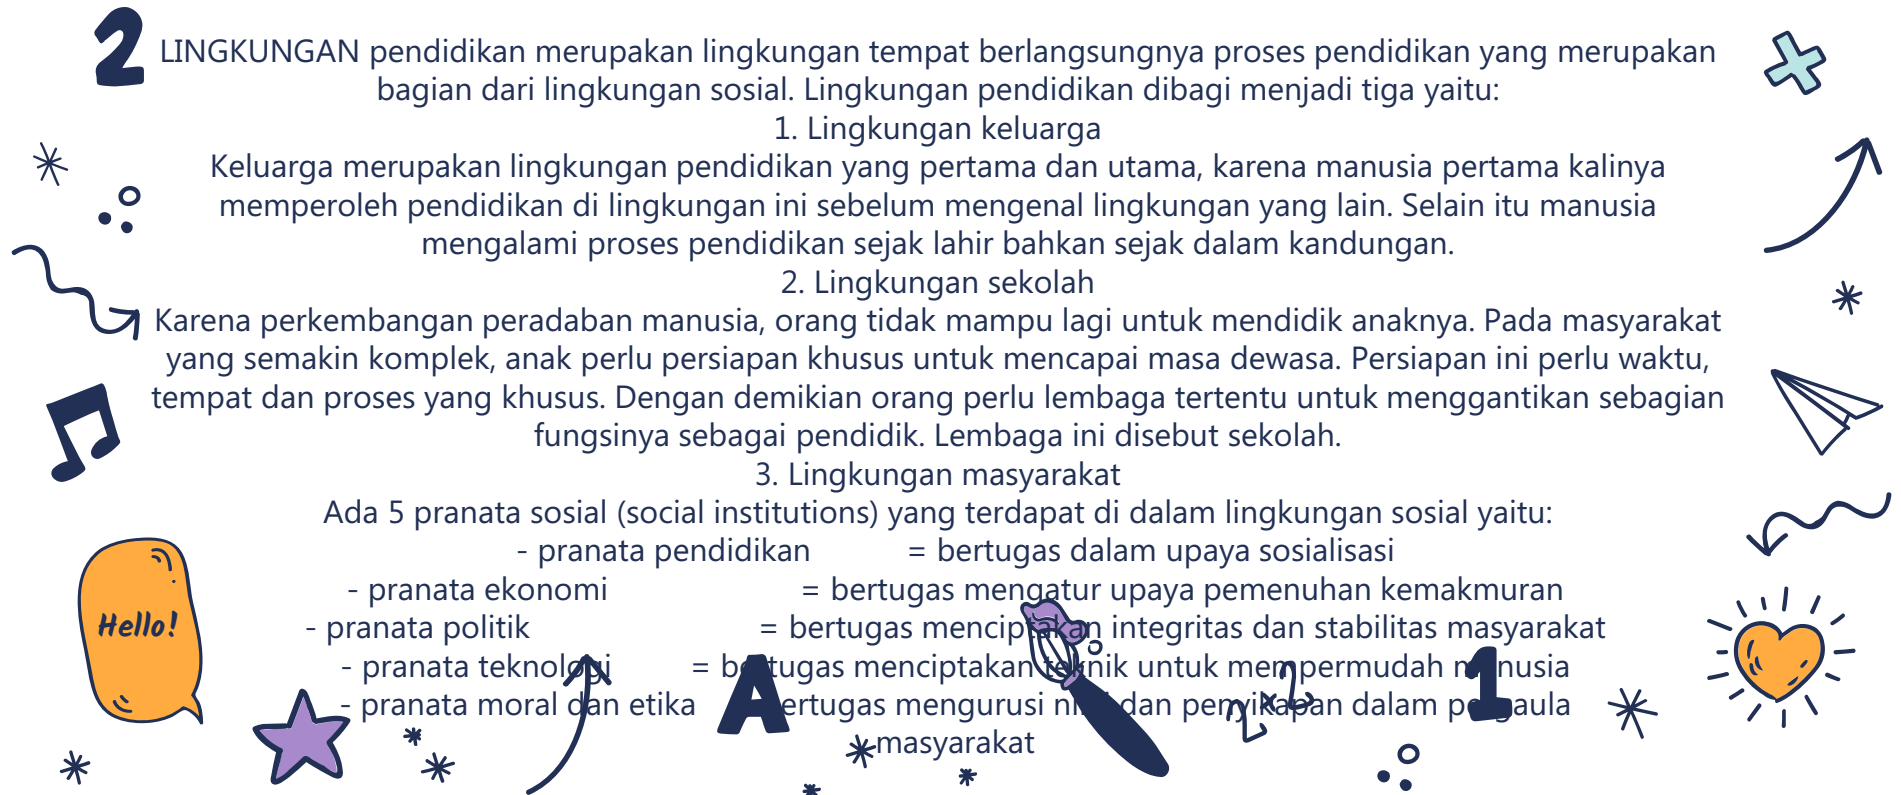 2
LINGKUNGAN pendidikan merupakan lingkungan tempat berlangsungnya proses pendidikan yang merupakan
bagian dari lingkungan sosial. Lingkungan pendidikan dibagi menjadi tiga yaitu:
1. Lingkungan keluarga
Keluarga merupakan lingkungan pendidikan yang pertama dan utama, karena manusia pertama kalinya
memperoleh pendidikan di lingkungan ini sebelum mengenal lingkungan yang lain. Selain itu manusia
mengalami proses pendidikan sejak lahir bahkan sejak dalam kandungan.
2. Lingkungan sekolah
Karena perkembangan peradaban manusia, orang tidak mampu lagi untuk mendidik anaknya. Pada masyarakat
yang semakin komplek, anak perlu persiapan khusus untuk mencapai masa dewasa. Persiapan ini perlu waktu,
tempat dan proses yang khusus. Dengan demikian orang perlu lembaga tertentu untuk menggantikan sebagian
fungsinya sebagai pendidik. Lembaga ini disebut sekolah.
3. Lingkungan masyarakat
Ada 5 pranata sosial (social institutions) yang terdapat di dalam lingkungan sosial yaitu:
- pranata pendidikan = bertugas dalam upaya sosialisasi
- pranata ekonomi = bertugas mengatur upaya pemenuhan kemakmuran
- pranata politik = bertugas menciptakan integritas dan stabilitas masyarakat
- pranata teknologi = bertugas menciptakan teknik untuk mempermudah manusia
- pranata moral dan etika bertugas mengurusi nilai dan penyikapan dalam pergaula
masyarakat
Hello!
A
2x2
1